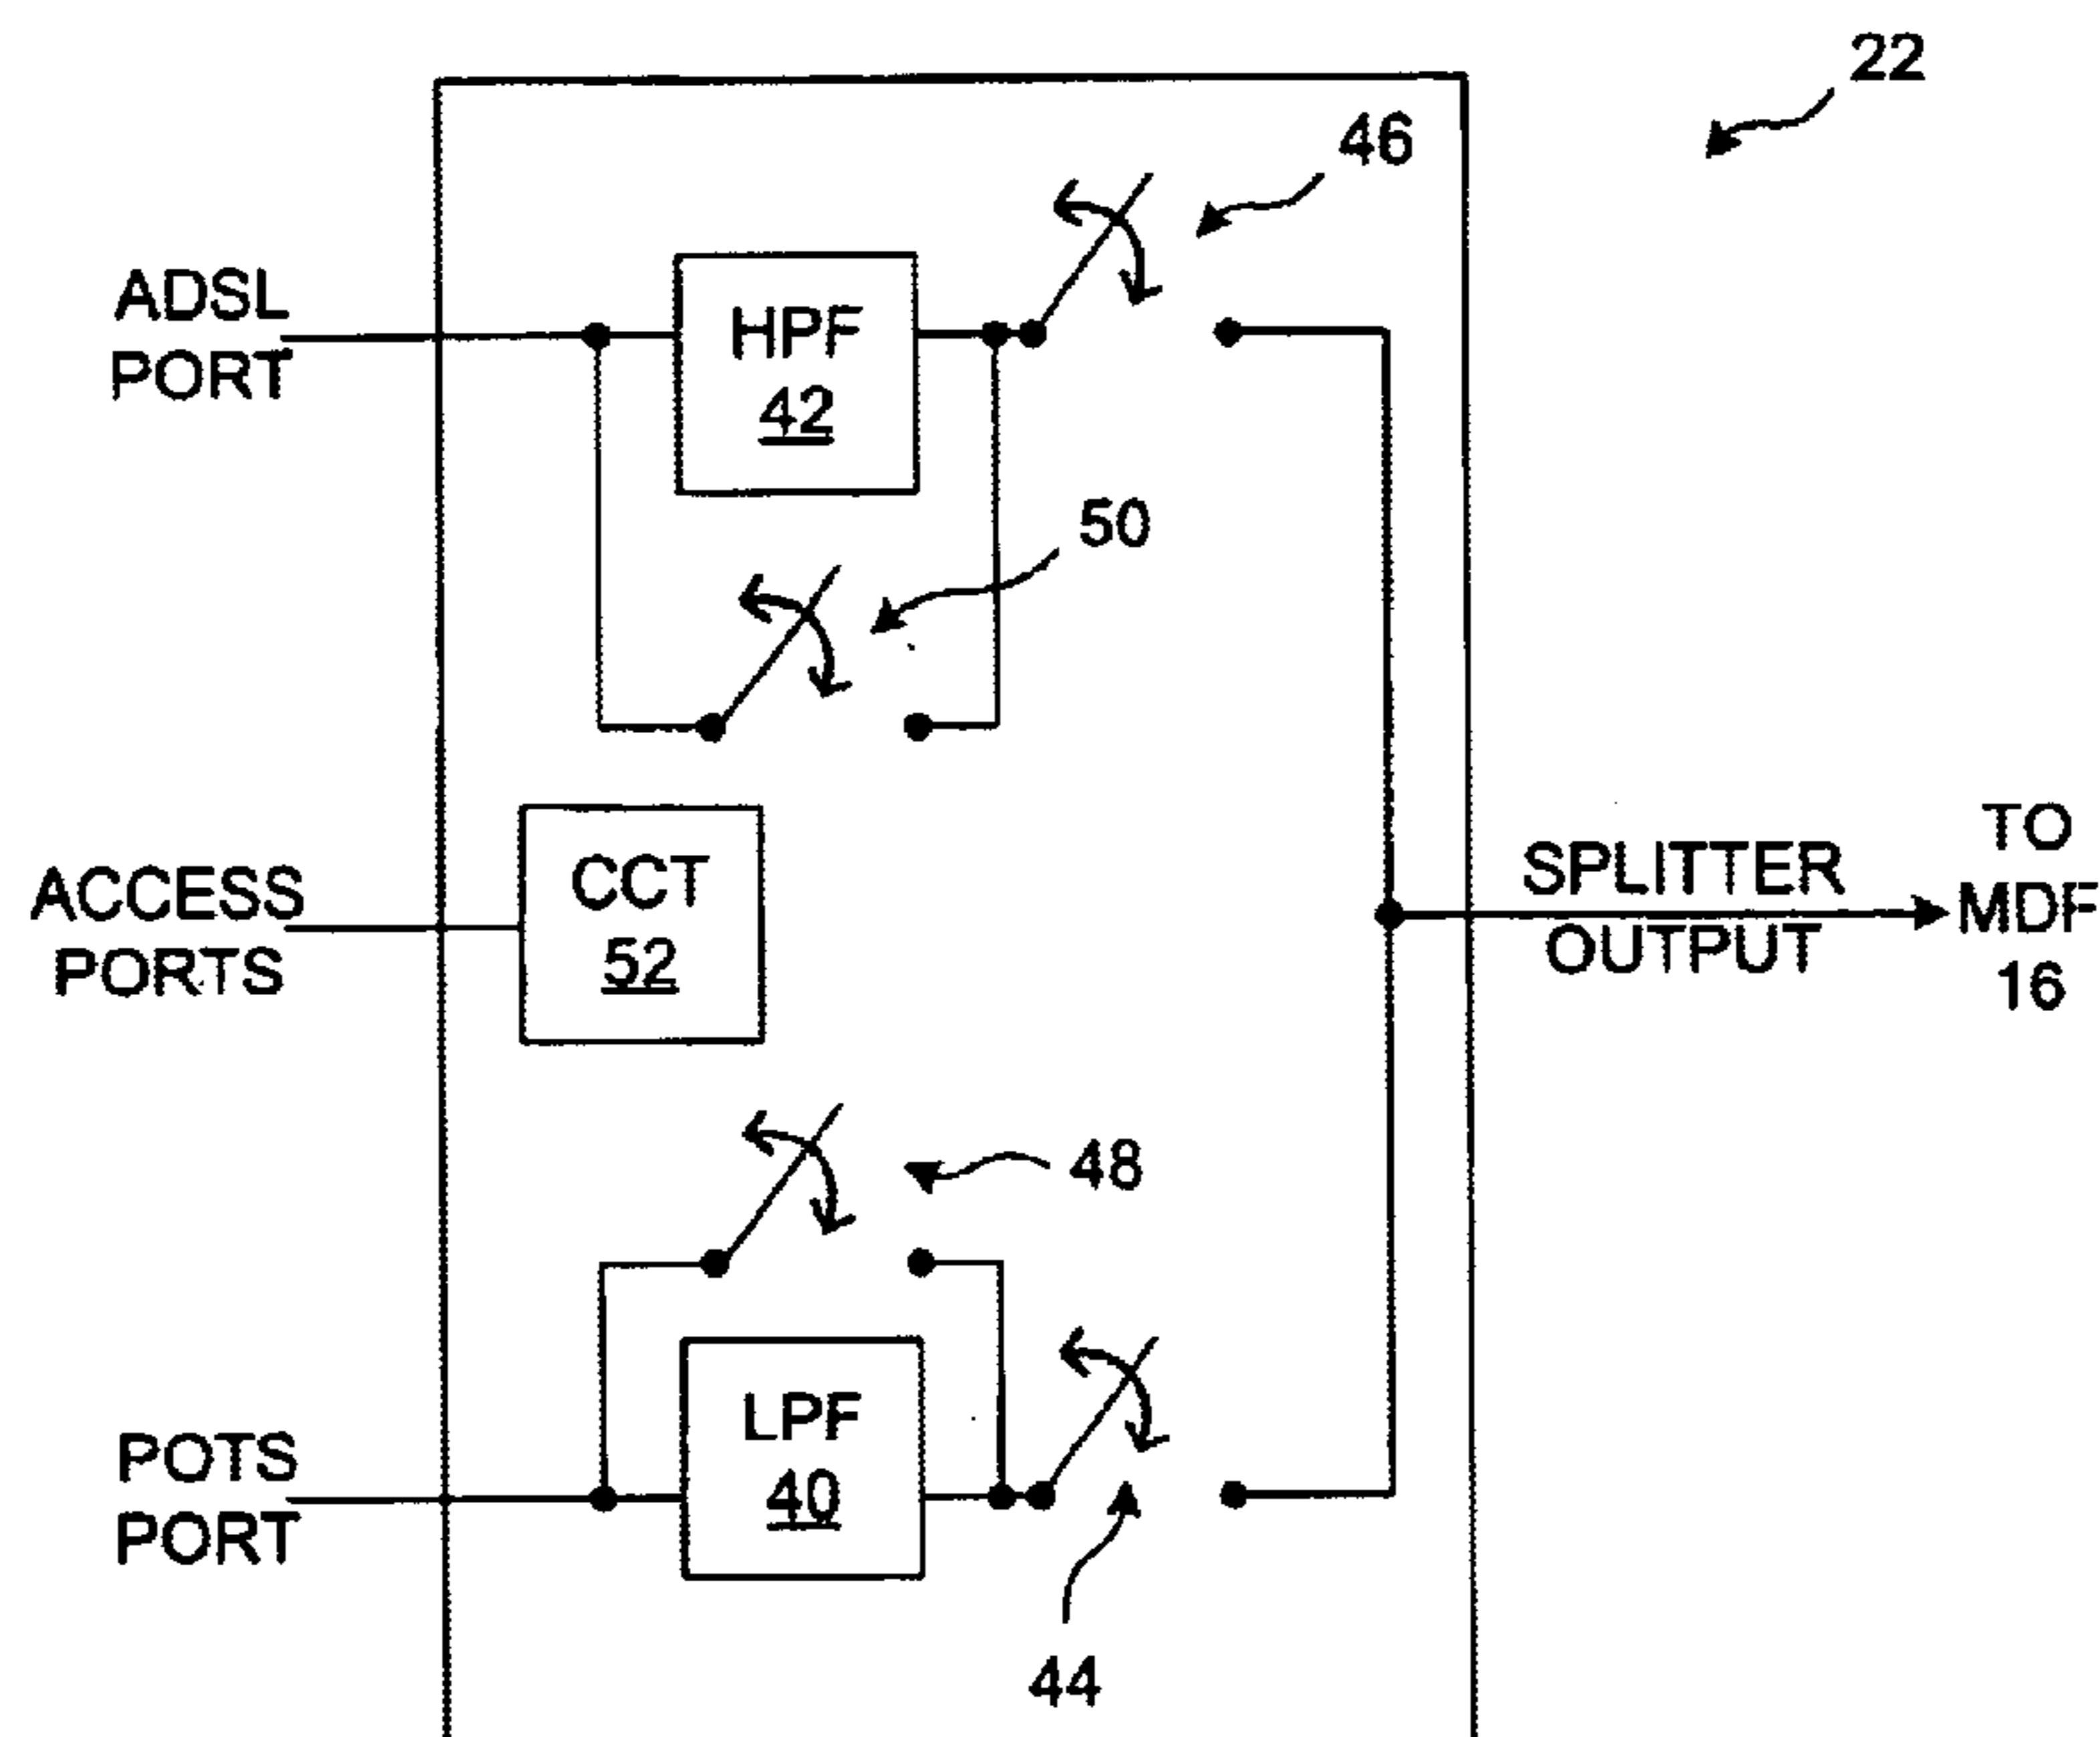 22
46
ADSL
PORT
HPF
42
50
ACCESS
PORTS
CCT
52
SPLITTER
OUTPUT
TO
MDF
16
48
POTS
PORT
LPF
40
44